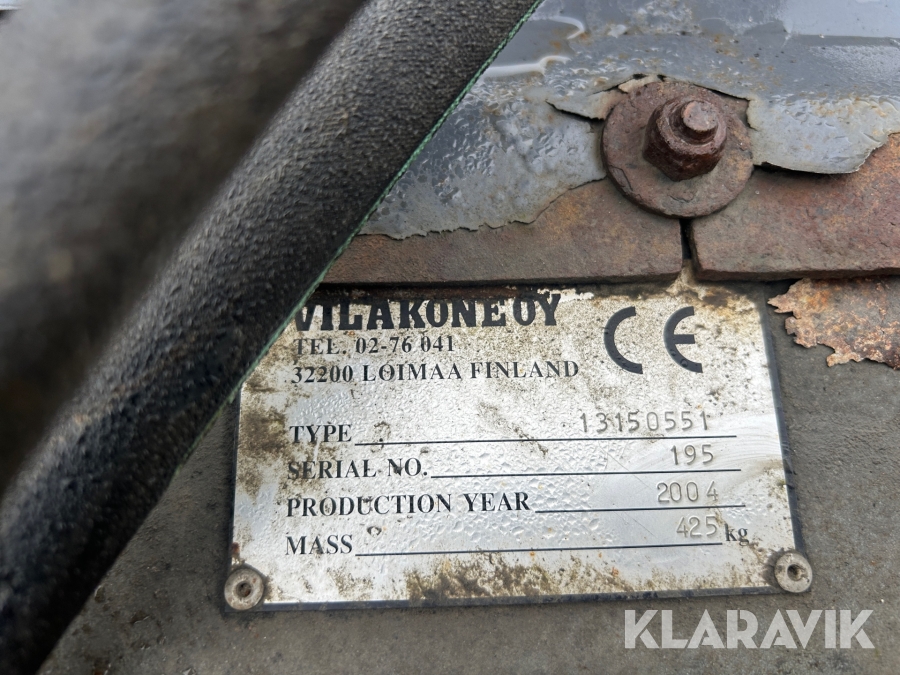 VILAKONE OY
TEL. 02-76 041
32200 LOIMAA FINLAND
CE
TYPE 13150551
SERIAL NO. 195
PRODUCTION YEAR 2004
MASS 425 kg
KLARAVIK